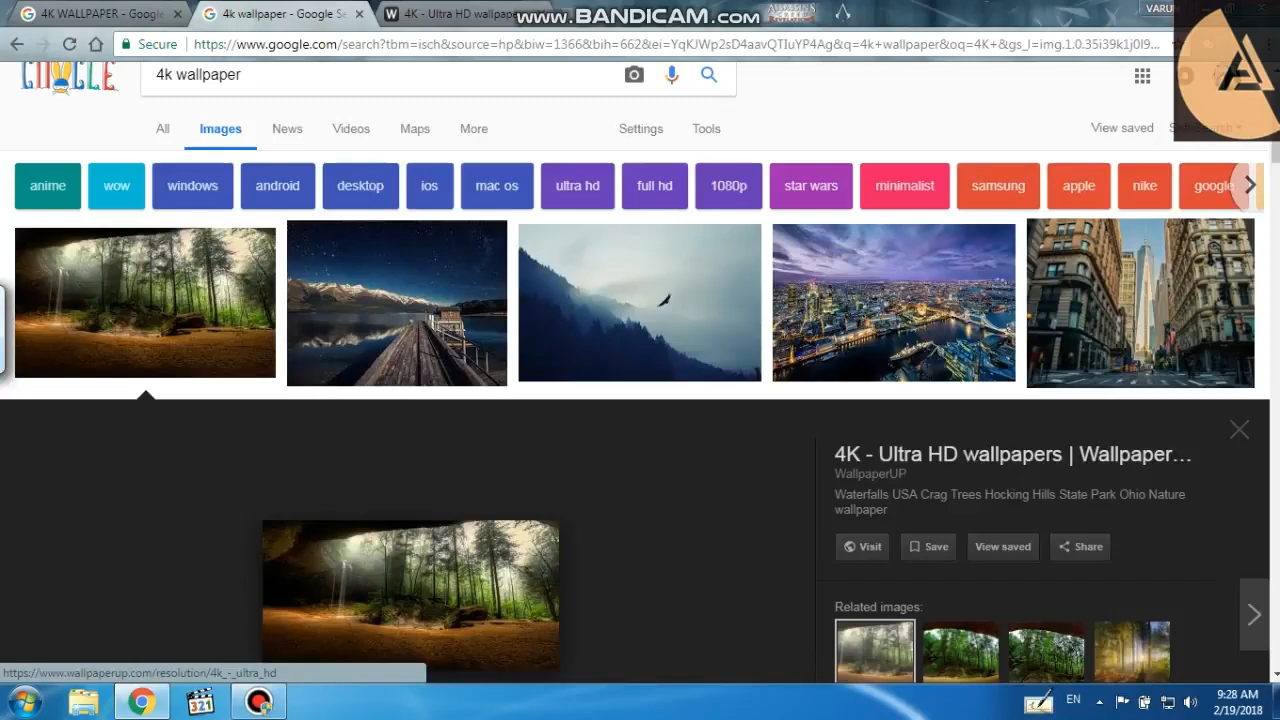 4K WALLPAPER - Goog
4k wallpaper - Google Se
W 4K - Ultra HD wallpape
www.BANDICAM.com
VARUN
Secure
https://www.google.com/search?tbm=isch&source=hp&biw=1366&bih=662&ei=YqKJWp2sD4aavQTIuYP4Ag&q=4k+wallpaper&oq=4K+&gs_l=img.1.0.35i39k1j0l9...
4k wallpaper
All Images News Videos Maps More Settings Tools View saved
anime wow windows android desktop ios mac os ultra hd full hd 1080p star wars minimalist samsung apple nike google
4K - Ultra HD wallpapers | Wallpaper...
WallpaperUP
Waterfalls USA Crag Trees Hocking Hills State Park Ohio Nature
wallpaper
Visit Save View saved Share
Related images:
https://www.wallpaperup.com/resolution/4k_-_ultra_hd
321
EN
9:28 AM
2/19/2018